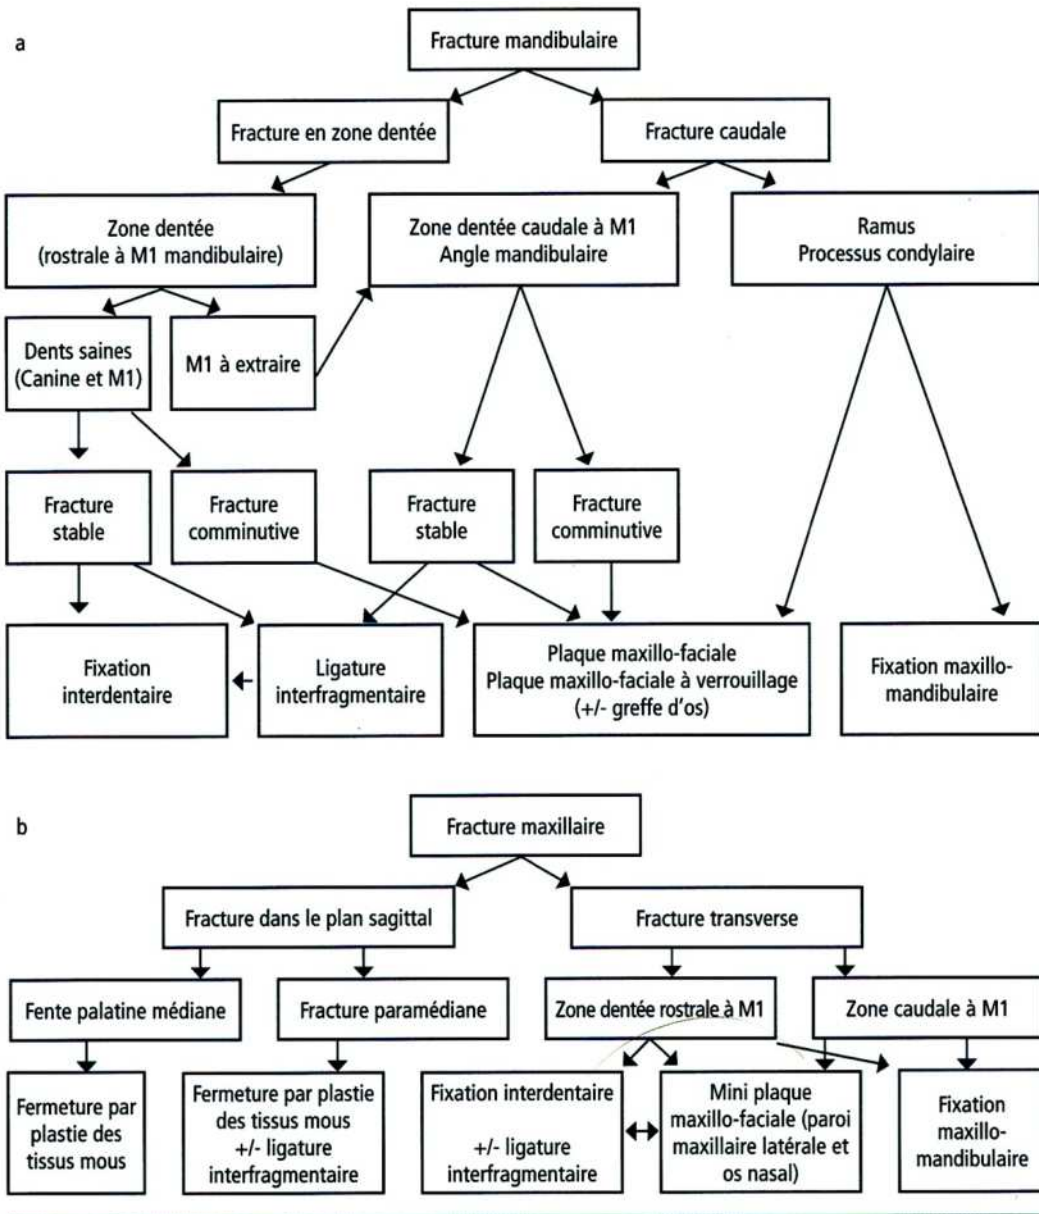 a
Fracture mandibulaire
Fracture en zone dentée
Fracture caudale
Zone dentée
(rostrale à M1 mandibulaire)
Zone dentée caudale à M1
Angle mandibulaire
Ramus
Processus condylaire
Dents saines
(Canine et M1)
M1 à extraire
Fracture
stable
Fracture
comminutive
Fracture
stable
Fracture
comminutive
Fixation
interdentaire
Ligature
interfragmentaire
Plaque maxillo-faciale
Plaque maxillo-faciale à verrouillage
(+/- greffe d'os)
Fixation maxillo-
mandibulaire
b
Fracture maxillaire
Fracture dans le plan sagittal
Fracture transverse
Fente palatine médiane
Fracture paramédiane
Zone dentée rostrale à M1
Zone caudale à M1
Fermeture par
plastie des
tissus mous
Fermeture par plastie
des tissus mous
+/- ligature
interfragmentaire
Fixation interdentaire
+/- ligature
interfragmentaire
Mini plaque
maxillo-faciale (paroi
maxillaire latérale et
os nasal)
Fixation
maxillo-
mandibulaire